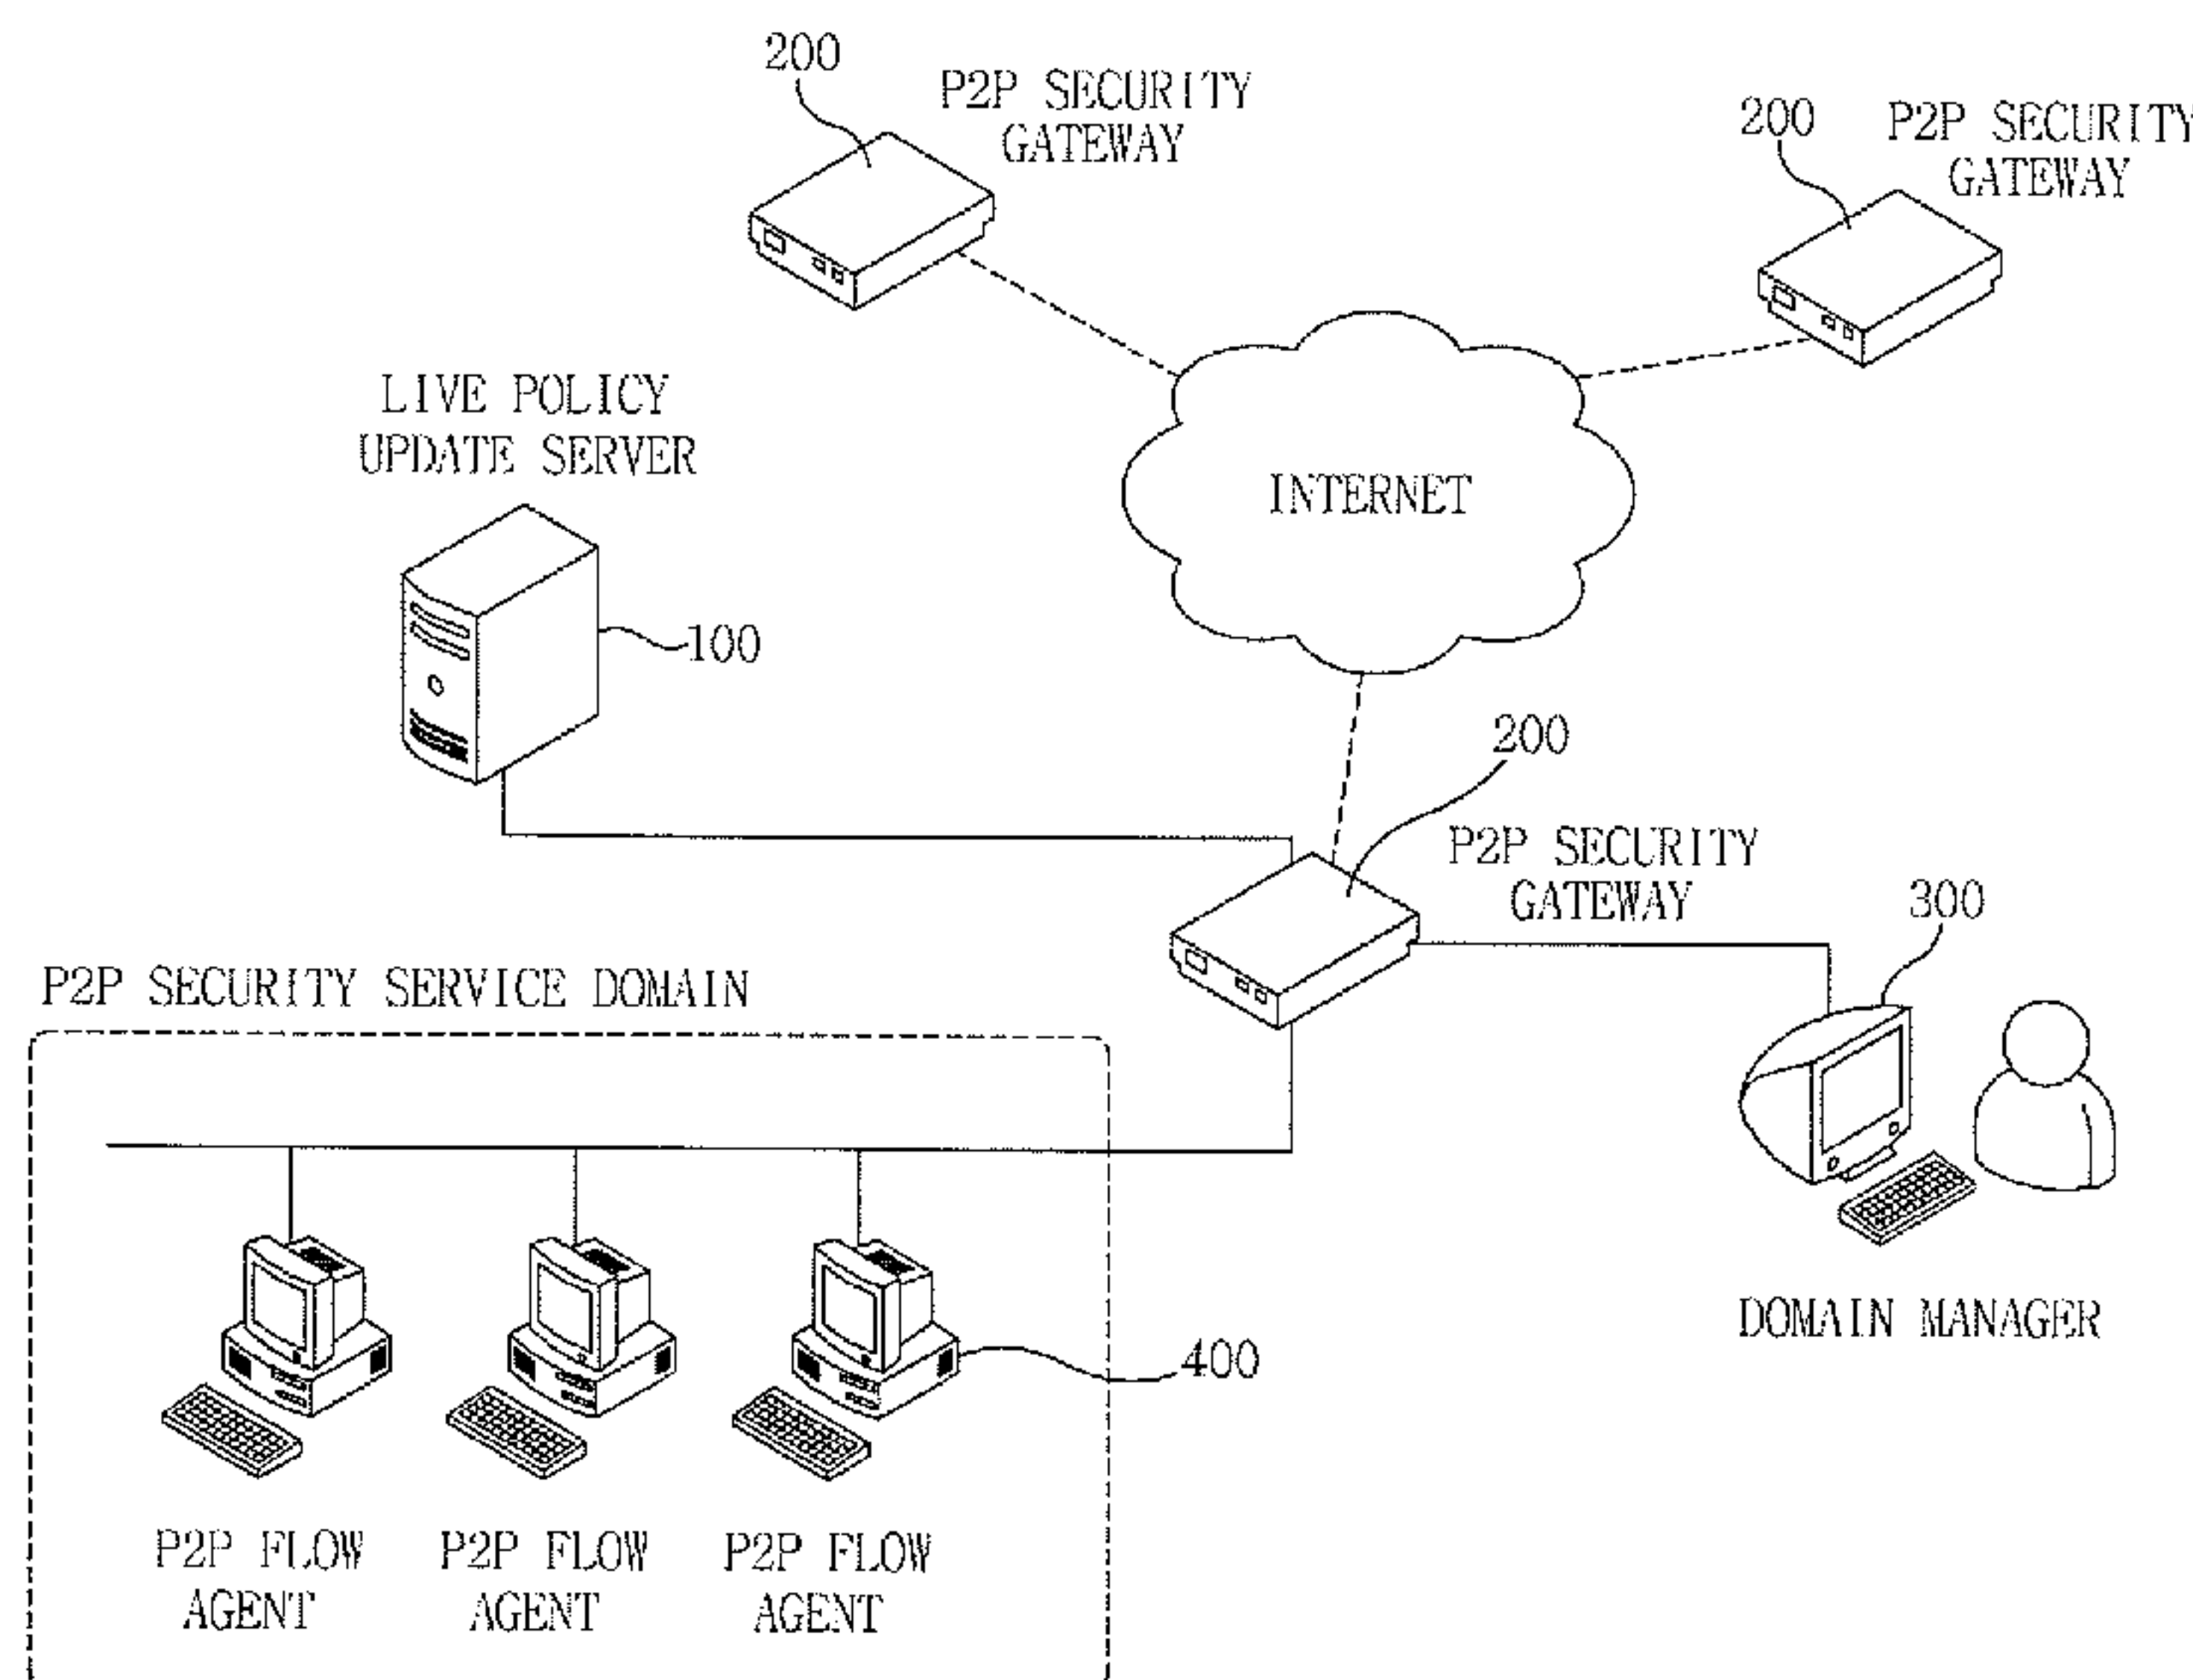 200
P2P SECURITY
GATEWAY
200
P2P SECURITY
GATEWAY
LIVE POLICY
UPDATE SERVER
INTERNET
100
200
P2P SECURITY
GATEWAY
300
P2P SECURITY SERVICE DOMAIN
DOMAIN MANAGER
400
P2P FLOW
AGENT
P2P FLOW
AGENT
P2P FLOW
AGENT